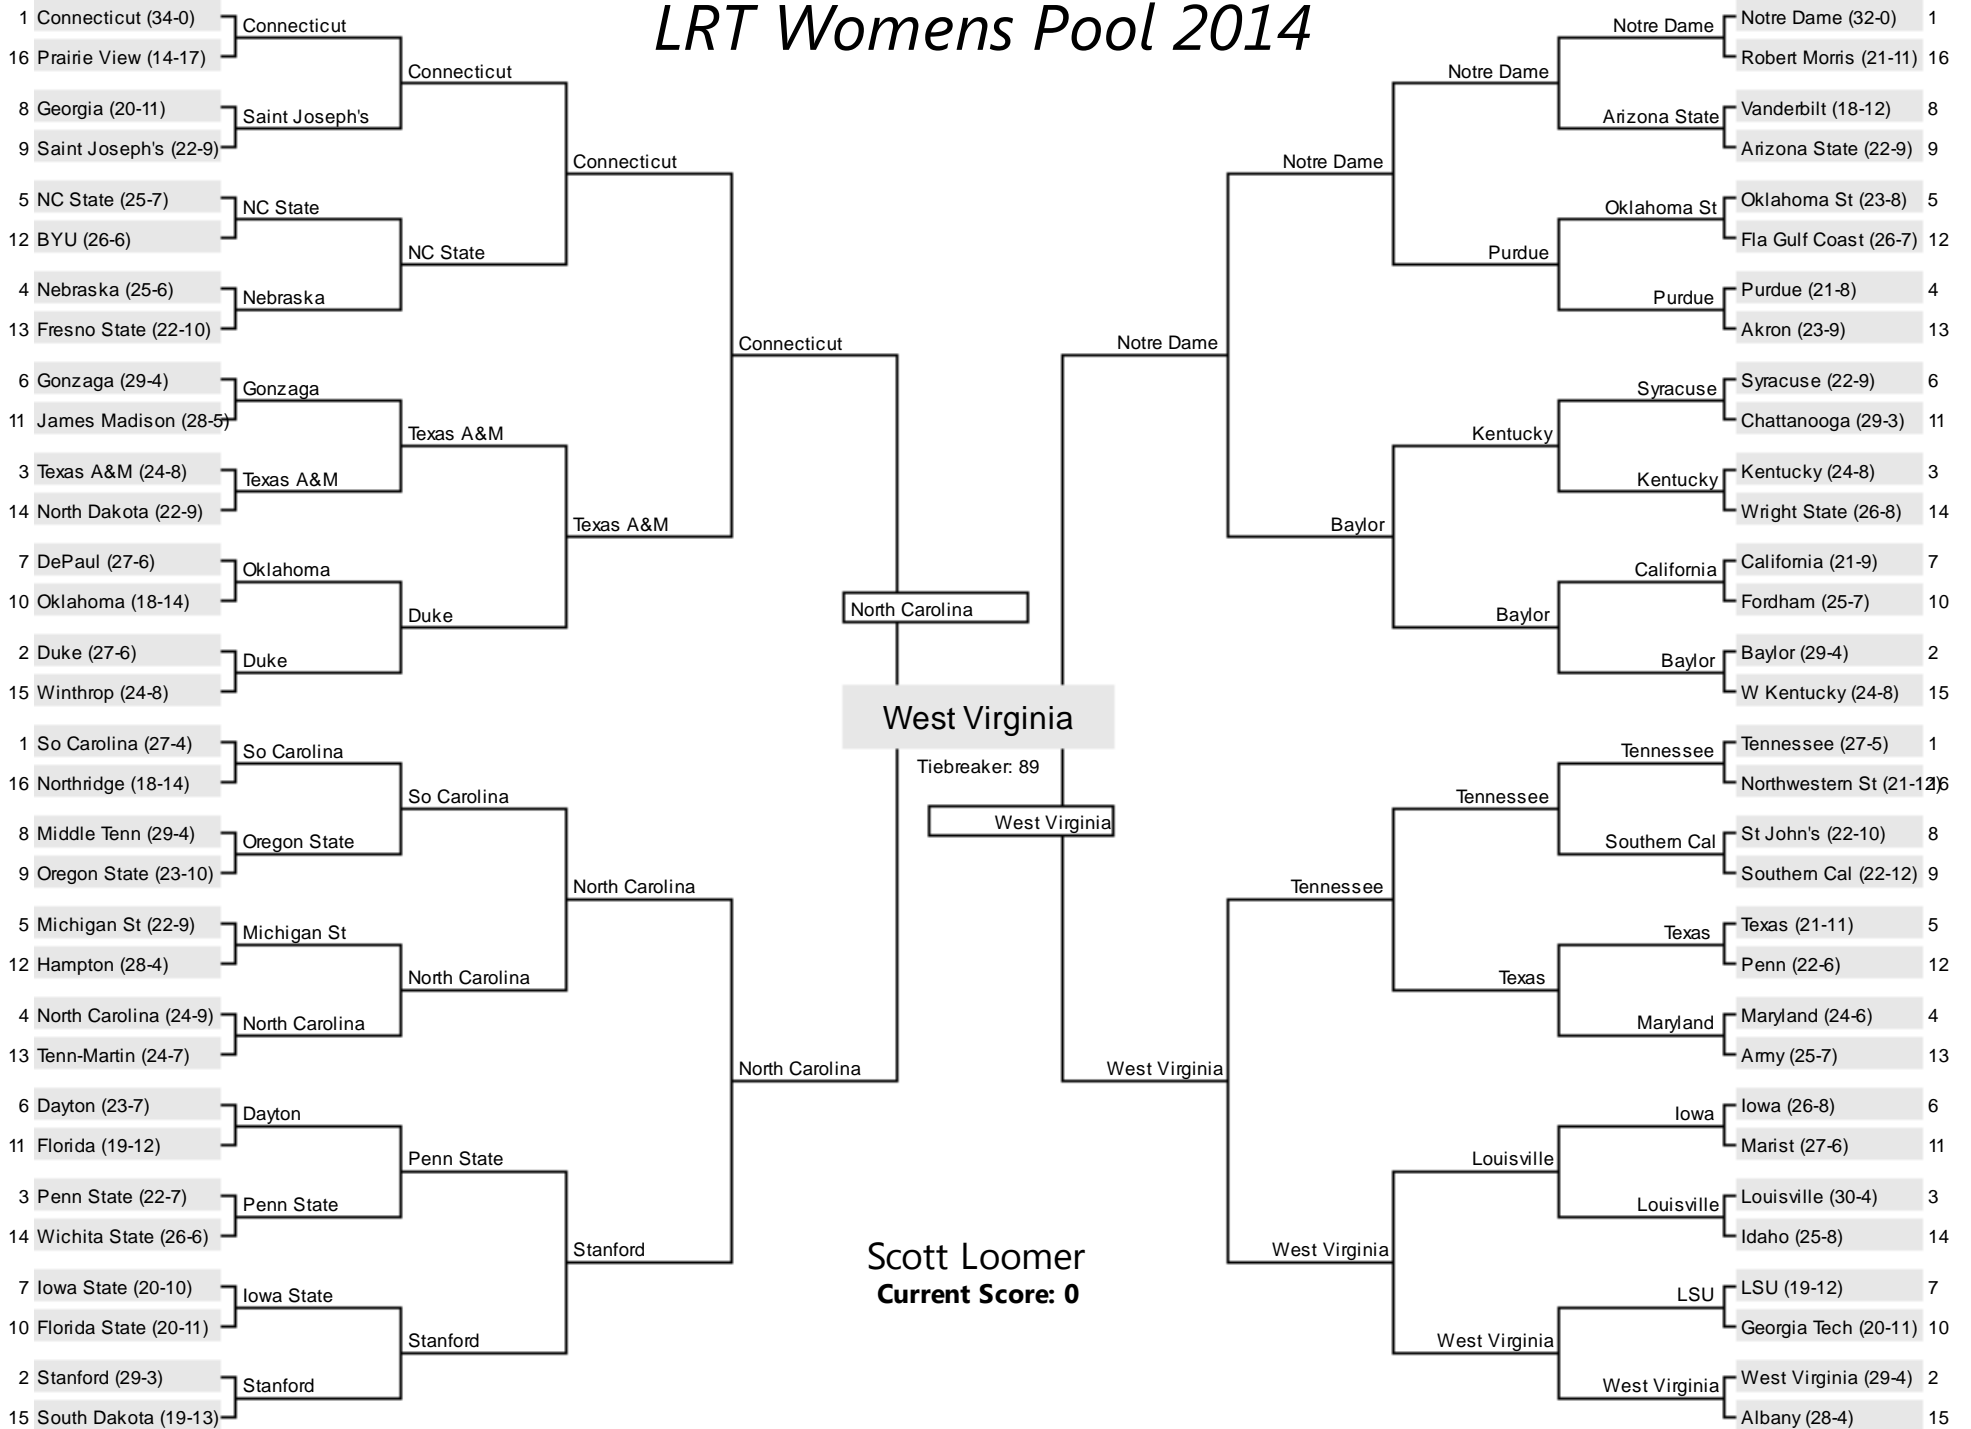 LRT Womens Pool 2014
1 Connecticut (34-0)
16 Prairie View (14-17)
8 Georgia (20-11)
9 Saint Joseph's (22-9)
5 NC State (25-7)
12 BYU (26-6)
4 Nebraska (25-6)
13 Fresno State (22-10)
6 Gonzaga (29-4)
11 James Madison (28-5)
3 Texas A&M (24-8)
14 North Dakota (22-9)
7 DePaul (27-6)
10 Oklahoma (18-14)
2 Duke (27-6)
15 Winthrop (24-8)
1 So Carolina (27-4)
16 Northridge (18-14)
8 Middle Tenn (29-4)
9 Oregon State (23-10)
5 Michigan St (22-9)
12 Hampton (28-4)
4 North Carolina (24-9)
13 Tenn-Martin (24-7)
6 Dayton (23-7)
11 Florida (19-12)
3 Penn State (22-7)
14 Wichita State (26-6)
7 Iowa State (20-10)
10 Florida State (20-11)
2 Stanford (29-3)
15 South Dakota (19-13)
Connecticut
Saint Joseph's
NC State
Nebraska
Gonzaga
Texas A&M
Oklahoma
Duke
So Carolina
Oregon State
Michigan St
North Carolina
Dayton
Penn State
Iowa State
Stanford
Connecticut
NC State
Texas A&M
Duke
So Carolina
North Carolina
Penn State
Stanford
Connecticut
Texas A&M
North Carolina
Stanford
Connecticut
North Carolina
North Carolina
West Virginia
Tiebreaker: 89
West Virginia
Scott Loomer
Current Score: 0
Notre Dame
West Virginia
Notre Dame
Baylor
Tennessee
West Virginia
Notre Dame
Purdue
Kentucky
Baylor
Tennessee
Texas
Louisville
West Virginia
Notre Dame
Arizona State
Oklahoma St
Purdue
Syracuse
Kentucky
California
Baylor
Tennessee
Southern Cal
Texas
Maryland
Iowa
Louisville
LSU
West Virginia
Notre Dame (32-0) 1
Robert Morris (21-11) 16
Vanderbilt (18-12) 8
Arizona State (22-9) 9
Oklahoma St (23-8) 5
Fla Gulf Coast (26-7) 12
Purdue (21-8) 4
Akron (23-9) 13
Syracuse (22-9) 6
Chattanooga (29-3) 11
Kentucky (24-8) 3
Wright State (26-8) 14
California (21-9) 7
Fordham (25-7) 10
Baylor (29-4) 2
W Kentucky (24-8) 15
Tennessee (27-5) 1
Northwestern St (21-12) 16
St John's (22-10) 8
Southern Cal (22-12) 9
Texas (21-11) 5
Penn (22-6) 12
Maryland (24-6) 4
Army (25-7) 13
Iowa (26-8) 6
Marist (27-6) 11
Louisville (30-4) 3
Idaho (25-8) 14
LSU (19-12) 7
Georgia Tech (20-11) 10
West Virginia (29-4) 2
Albany (28-4) 15